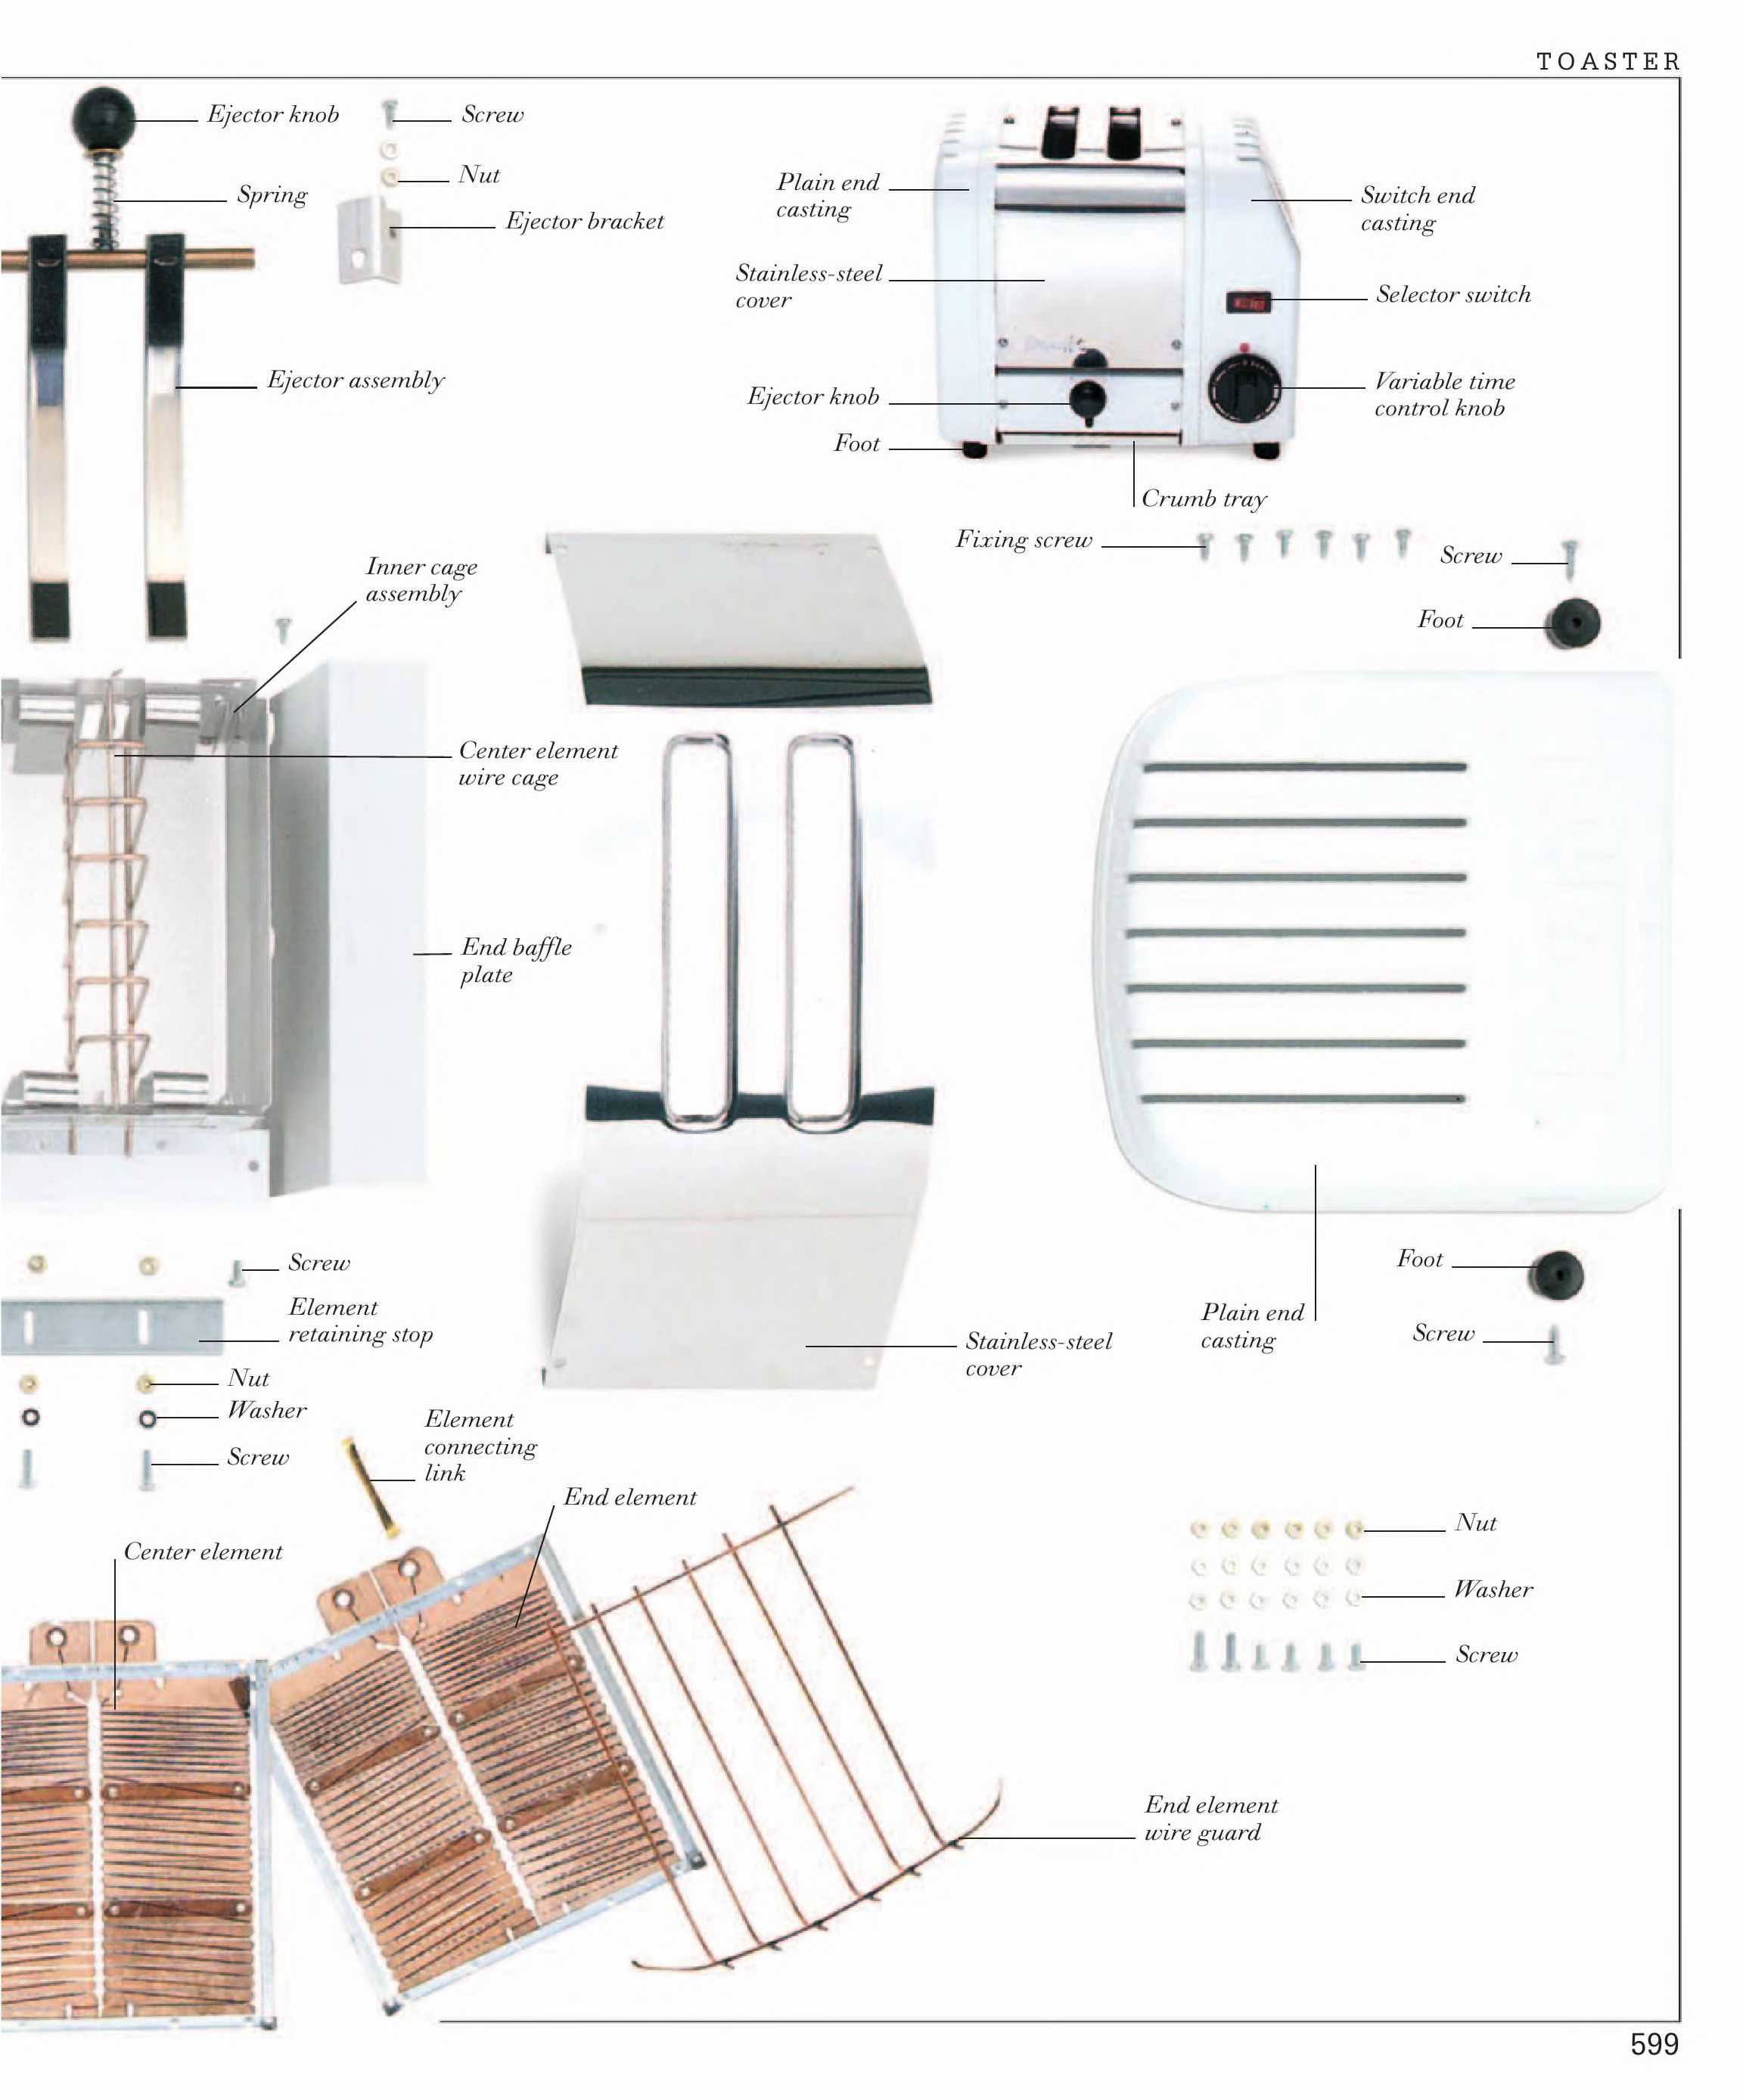 TOASTER
Ejector knob
Screw
Nut
Spring
Ejector bracket
Ejector assembly
Plain end
casting
Switch end
casting
Stainless-steel
cover
Selector switch
Ejector knob
Variable time
control knob
Foot
Crumb tray
Fixing screw
Screw
Foot
Inner cage
assembly
Center element
wire cage
End baffle
plate
Screw
Element
retaining stop
Nut
Washer
Screw
Stainless-steel
cover
Plain end
casting
Foot
Screw
Element
connecting
link
End element
Center element
Nut
Washer
Screw
End element
wire guard
599